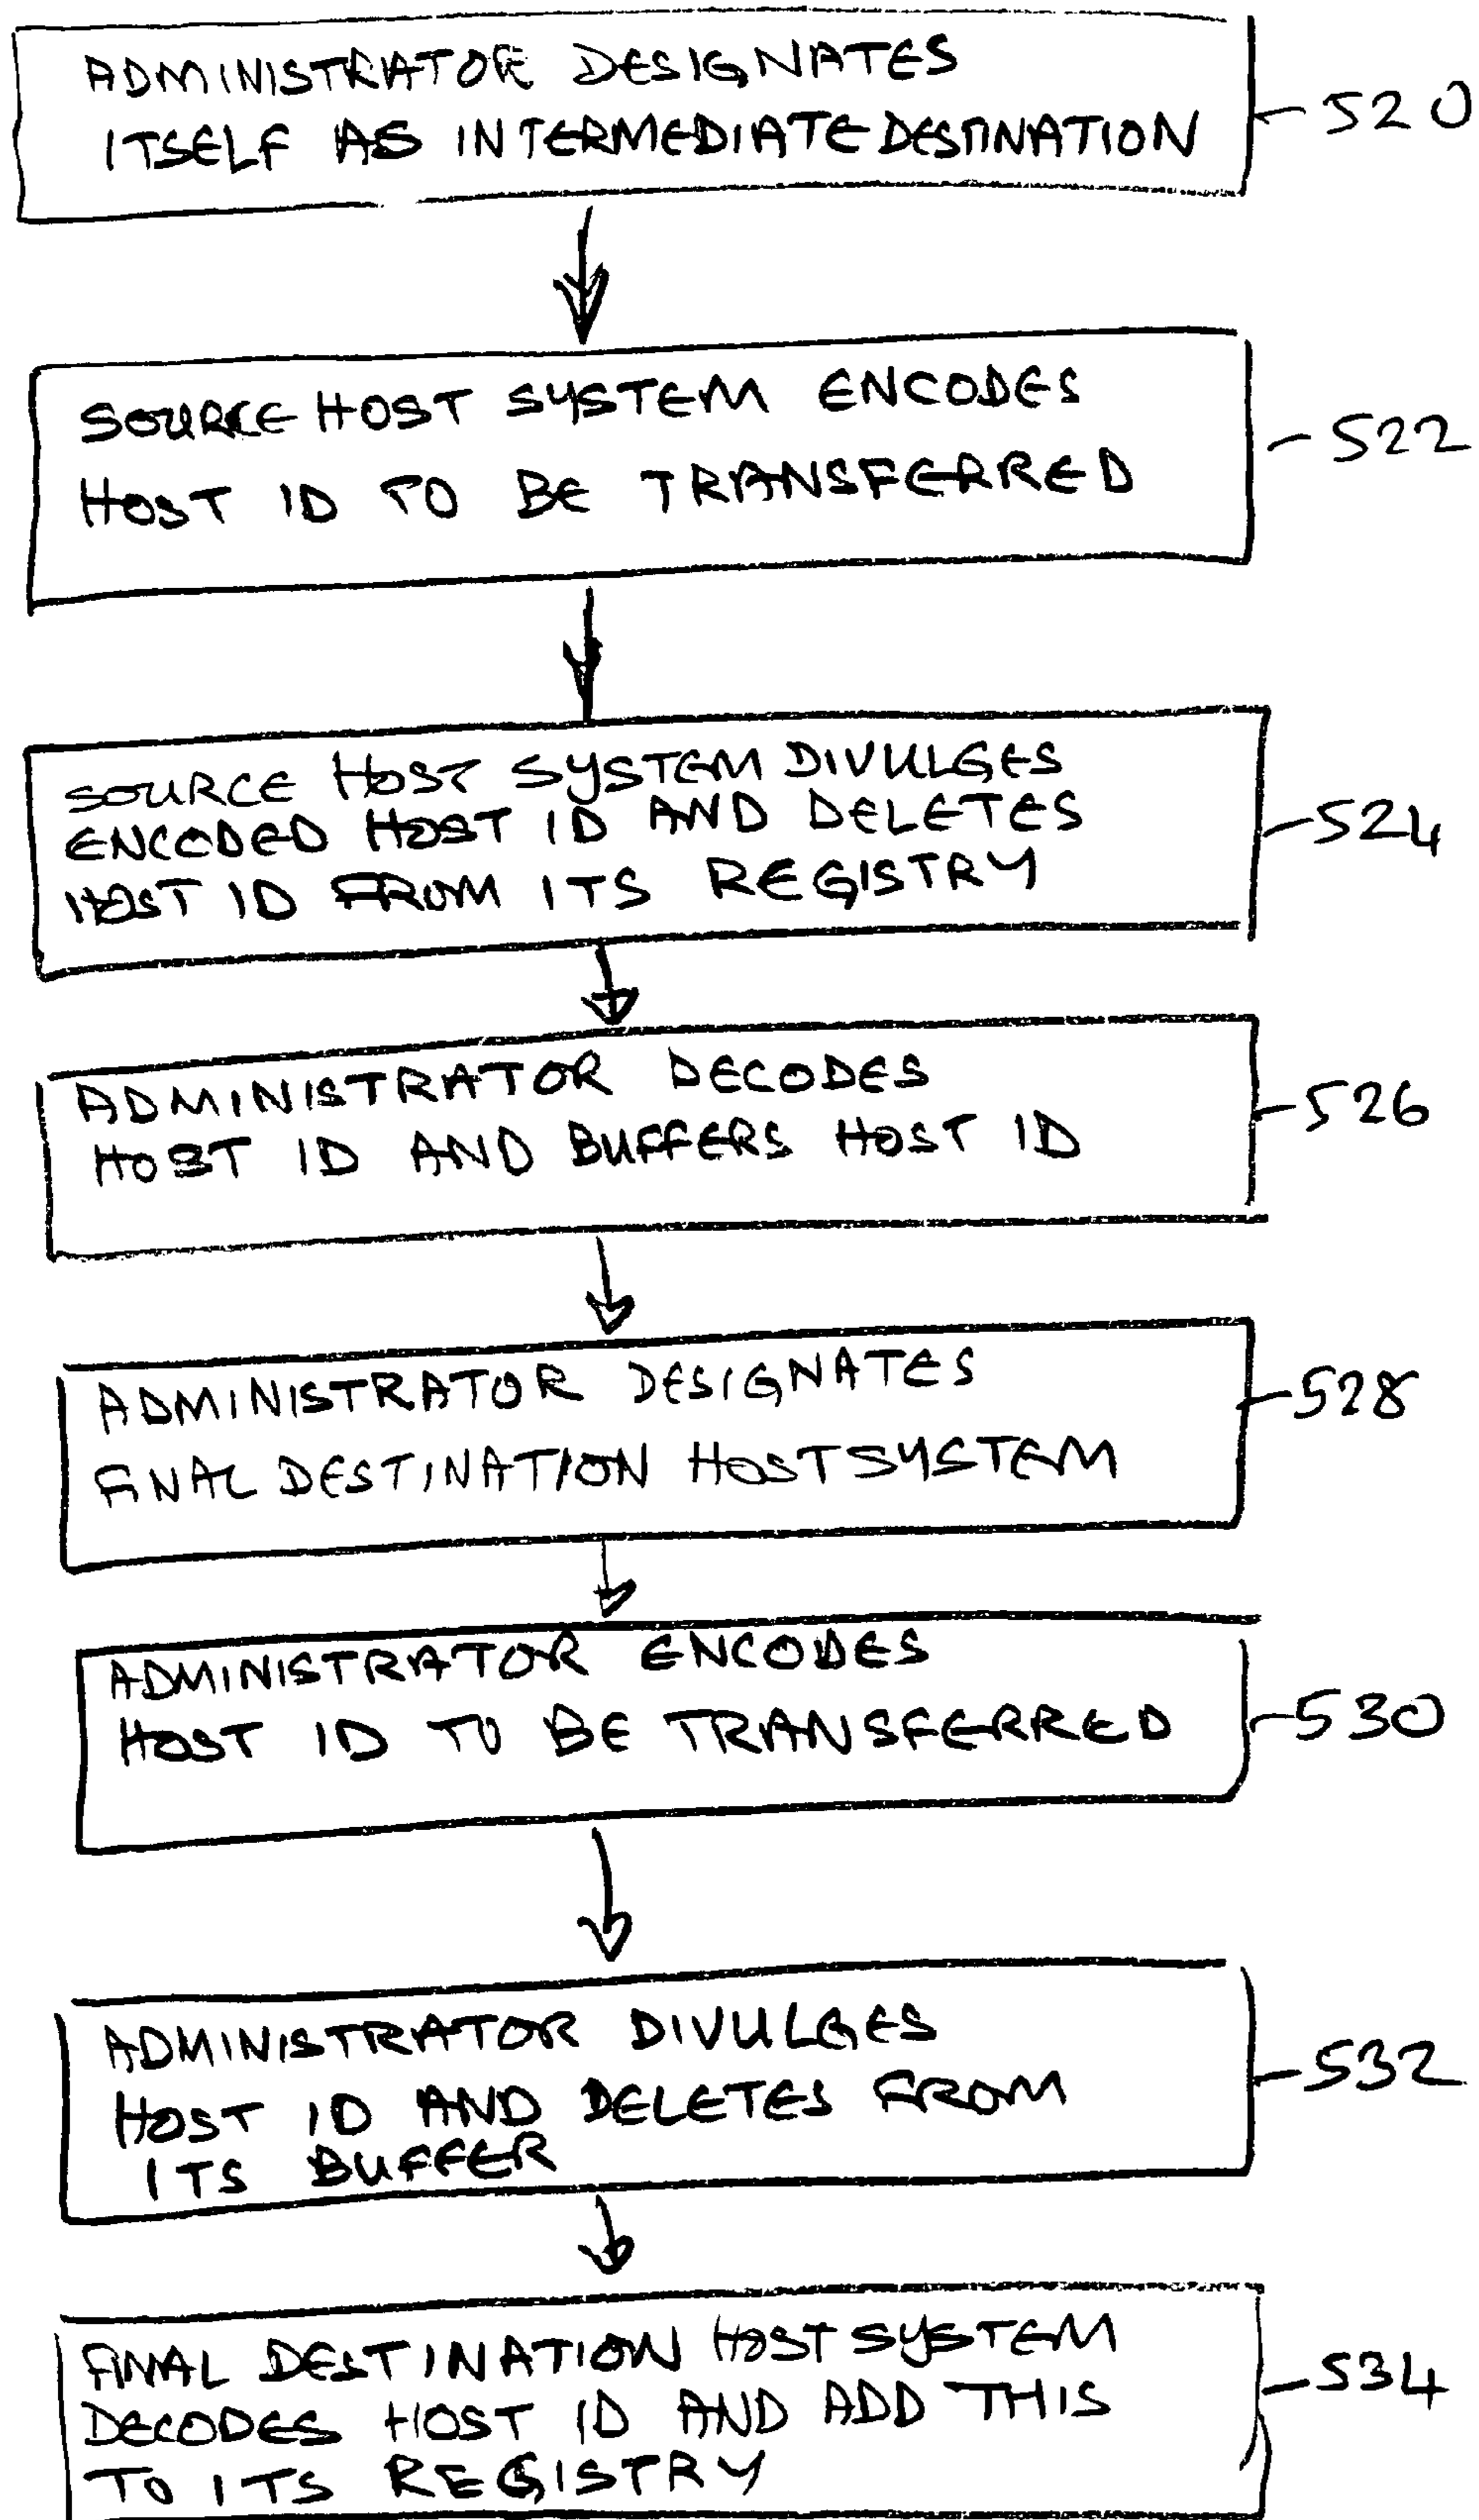 ADMINISTRATOR DESIGNATES
ITSELF AS INTERMEDIATE DESTINATION
520
SOURCE HOST SYSTEM ENCODES
HOST ID TO BE TRANSFERRED
522
SOURCE HOST SYSTEM DIVULGES
ENCODED HOST ID AND DELETES
HOST ID FROM ITS REGISTRY
524
ADMINISTRATOR DECODES
HOST ID AND BUFFERS HOST ID
526
ADMINISTRATOR DESIGNATES
FINAL DESTINATION HOST SYSTEM
528
ADMINISTRATOR ENCODES
HOST ID TO BE TRANSFERRED
530
ADMINISTRATOR DIVULGES
HOST ID AND DELETES FROM
ITS BUFFER
532
FINAL DESTINATION HOST SYSTEM
DECODES HOST ID AND ADD THIS
TO ITS REGISTRY
534